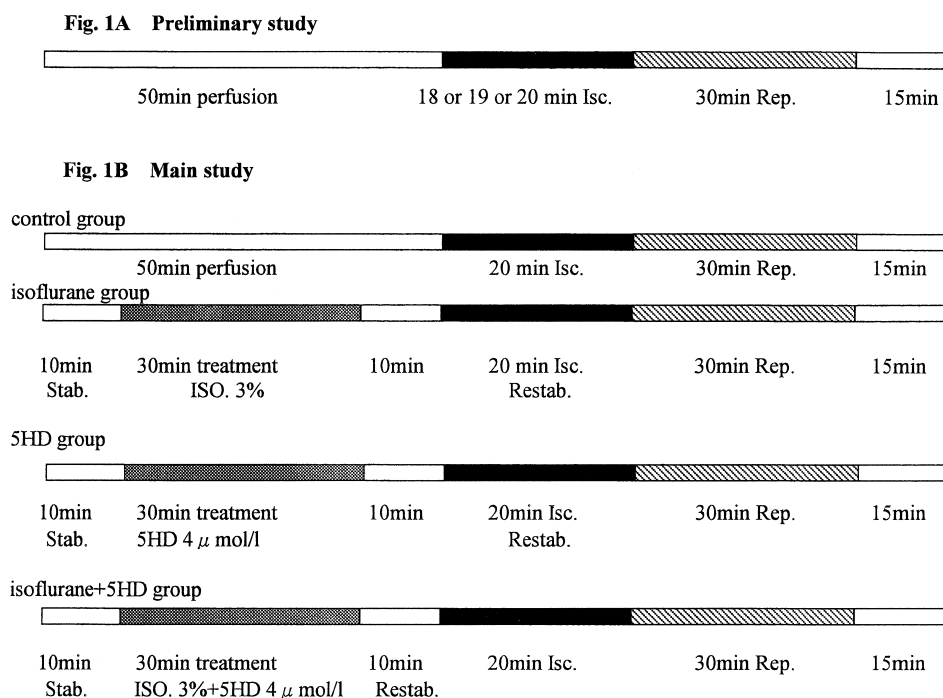 Fig. 1A Preliminary study
50min perfusion 18 or 19 or 20 min Isc. 30min Rep. 15min
Fig. 1B Main study
control group
50min perfusion 20 min Isc. 30min Rep. 15min
isoflurane group
10min 30min treatment 10min 20 min Isc. 30min Rep. 15min
Stab. ISO. 3% Restab.
5HD group
10min 30min treatment 10min 20min Isc. 30min Rep. 15min
Stab. 5HD 4 μ mol/l Restab.
isoflurane+5HD group
10min 30min treatment 10min 20min Isc. 30min Rep. 15min
Stab. ISO. 3%+5HD 4 μ mol/l Restab.